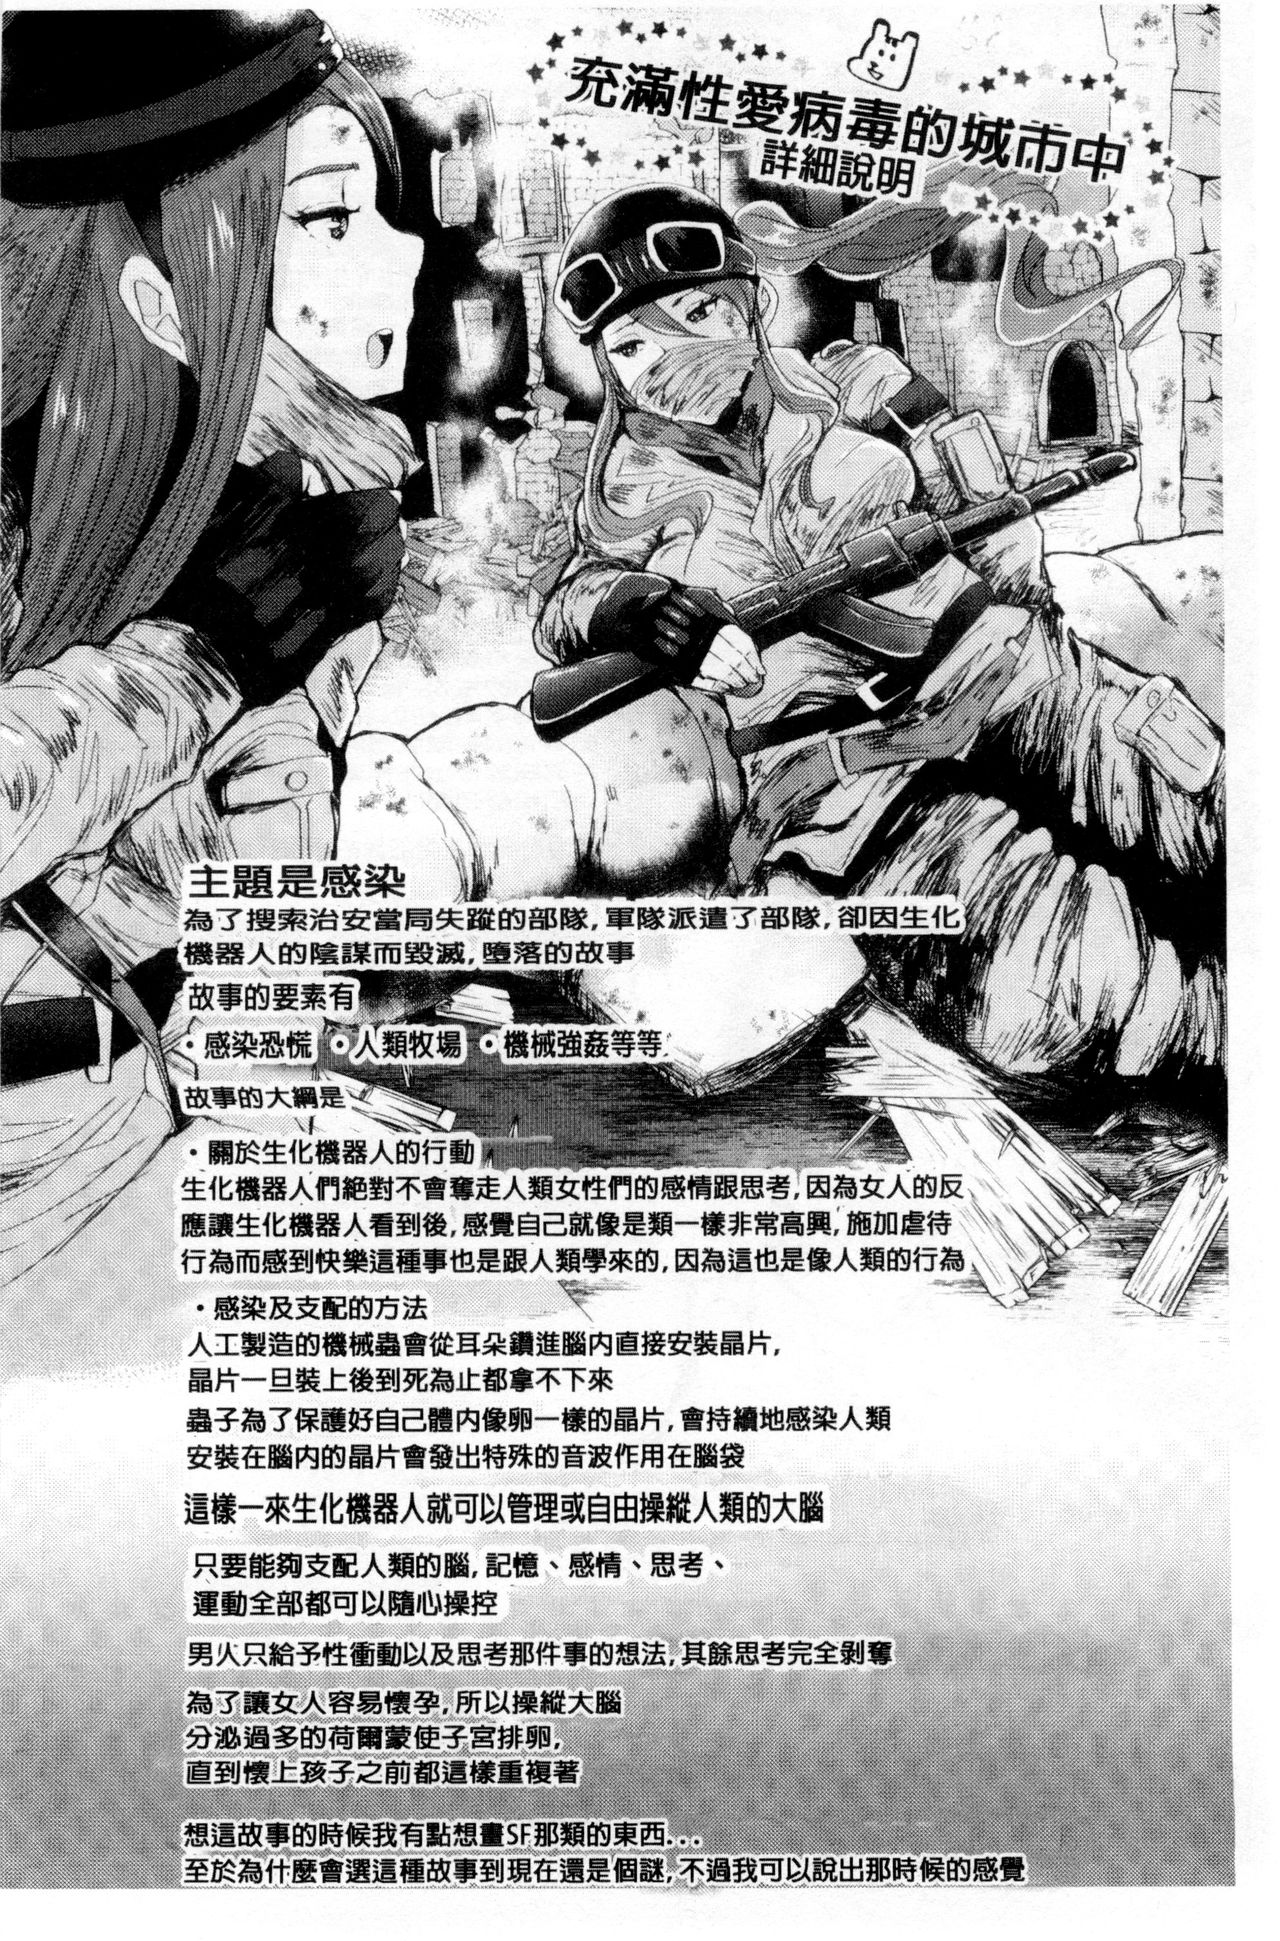 充滿性愛病毒的城市中
詳細說明
主題是感染
為了搜索治安當局失蹤的部隊,軍隊派遣了部隊,卻因生化
機器人的陰謀而毀滅,墮落的故事
故事的要素有
・感染恐慌 ・人類牧場 ・機械強姦等等
故事的大綱是
・關於生化機器人的行動
生化機器人們絕對不會奪走人類女性們的感情跟思考,因為女人的反
應讓生化機器人看到後,感覺自己就像是人類一樣非常高興,施加虐待
行為而感到快樂這種事也是跟人類學來的,因為這也是像人類的行為
・感染及支配的方法
人工製造的機械蟲會從耳朵鑽進腦内直接安裝晶片,
晶片一旦裝上後到死為止都拿不下來
蟲子為了保護好自己體内像卵一樣的晶片,會持續地感染人類
安裝在腦内的晶片會發出特殊的音波作用在腦袋
這樣一來生化機器人就可以管理或自由操縱人類的大腦
只要能夠支配人類的腦,記憶、感情、思考、
運動全部都可以隨心操控
男人只給予性衝動以及思考那件事的想法,其餘思考完全剝奪
為了讓女人容易懷孕,所以操縱大腦
分泌過多的荷爾蒙使子宮排卵,
直到懷上孩子之前都這樣重複著
想這故事的時候我有點想畫SF那類的東西...
至於為什麼會選這種故事到現在還是個謎,不過我可以說出那時候的感覺